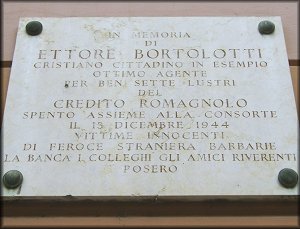 IN MEMORIA
DI
ETTORE BORTOLOTTI
CRISTIANO CITTADINO IN ESEMPIO
OTTIMO AGENTE
PER BEN SETTE LUSTRI
DEL
CREDITO ROMAGNOLO
SPENTO ASSIEME ALLA CONSORTE
IL 15 DICEMBRE 1944
VITTIME INNOCENTI
DI FEROCE STRANIERA BARBARIE
LA BANCA I COLLEGHI GLI AMICI RIVERENTI
POSERO